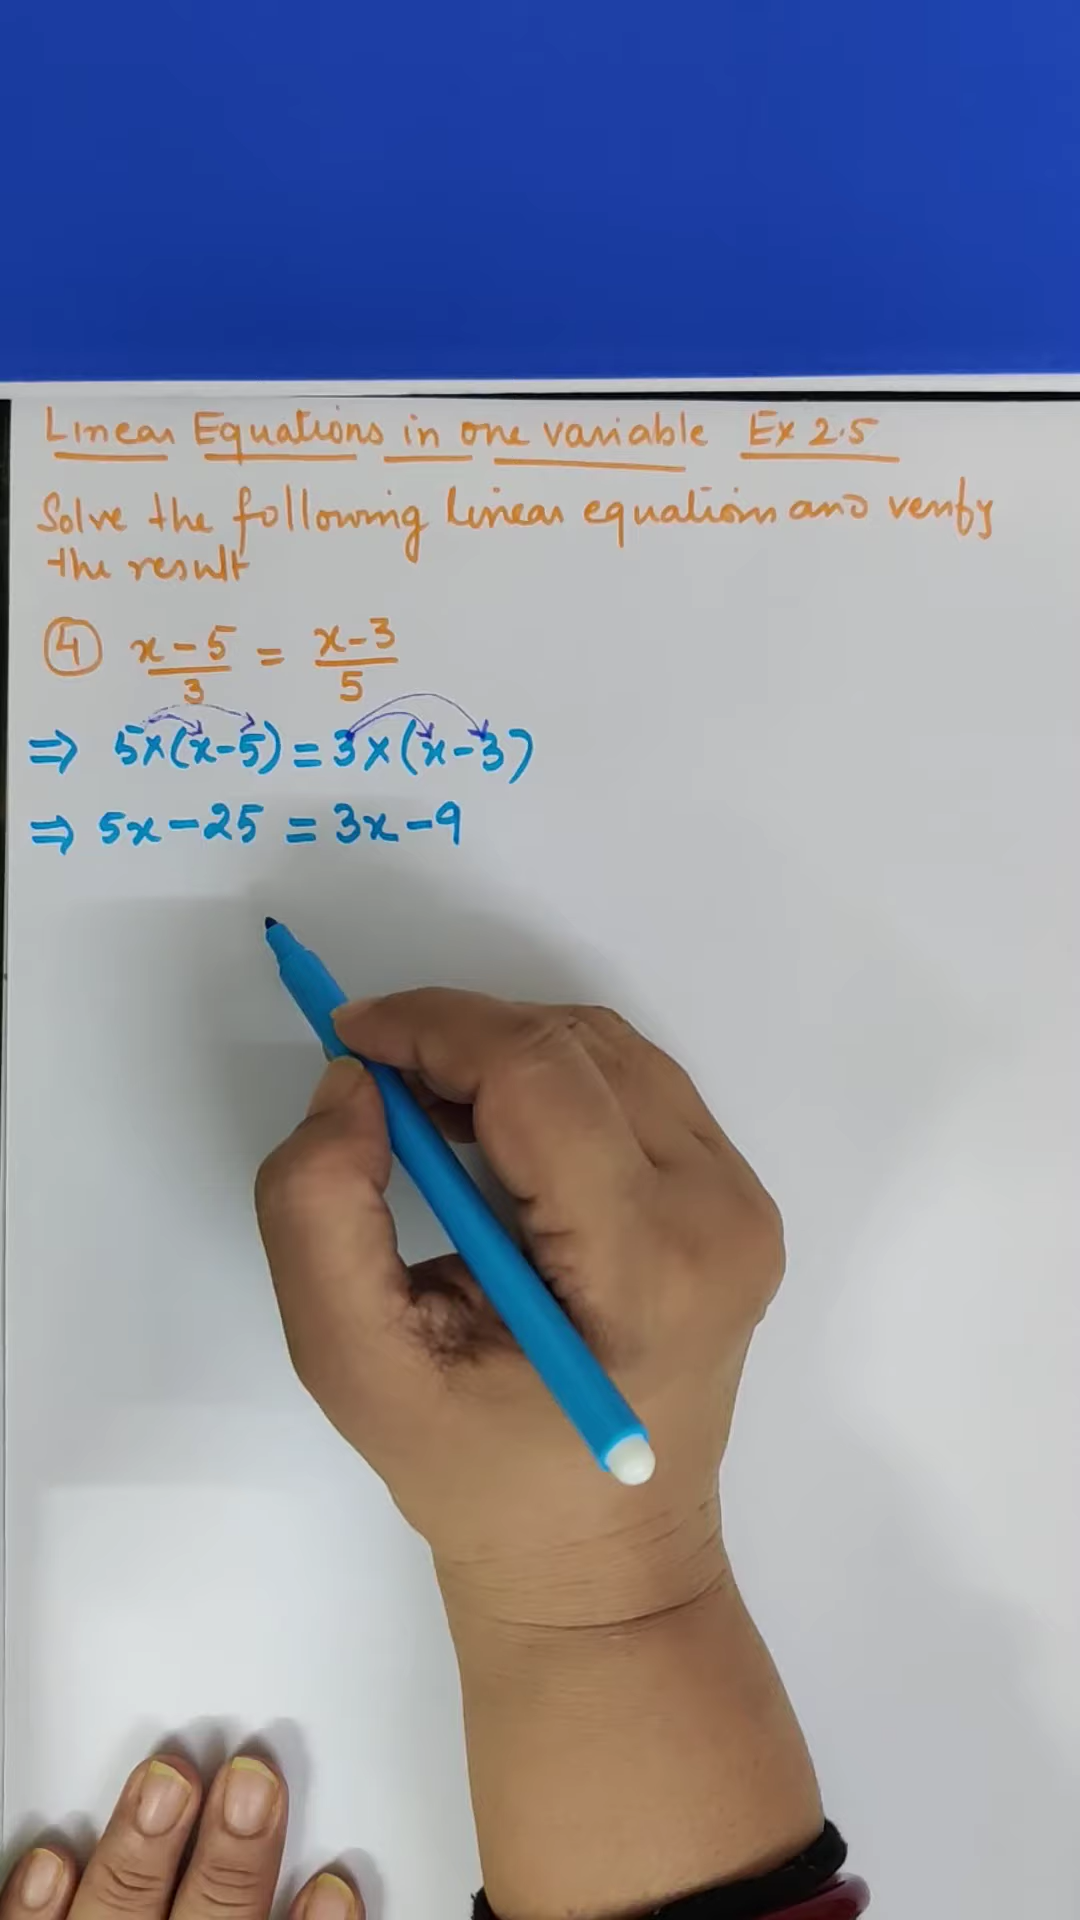 Linear Equations in one variable Ex 2.5
Solve the following linear equations and verify
the result
④ x-5/3 = x-3/5
⇒ 5×(x-5) = 3×(x-3)
⇒ 5x-25 = 3x-9